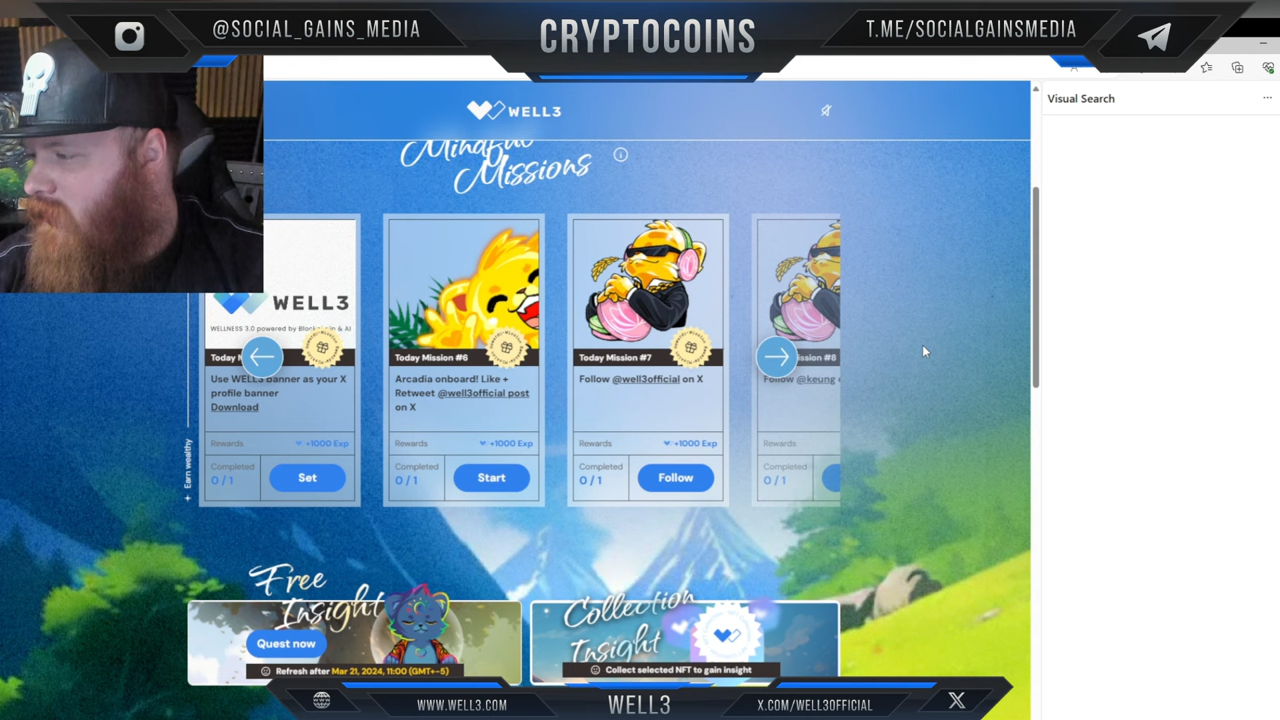 @SOCIAL_GAINS_MEDIA
CRYPTOCOINS
T.ME/SOCIALGAINSMEDIA
Visual Search
WELL3
Mindful
Missions
WELL3
WELLNESS 3.0 powered by Blockchain & AI
Today M
Use WELL3 banner as your X
profile banner
Download
Rewards
+1000 Exp
Completed
0 / 1
Set
Today Mission #6
Arcadia onboard! Like +
Retweet @well3official post
on X
Rewards
+1000 Exp
Completed
0 / 1
Start
Today Mission #7
Follow @well3official on X
Rewards
+1000 Exp
Completed
0 / 1
Follow
ission #8
Follow @keung
Rewards
Completed
0 / 1
+ Earn wealthy
Free
Insight
Quest now
Refresh after Mar 21, 2024, 11:00 (GMT+-5)
Collection
Insight
Collect selected NFT to gain insight
WWW.WELL3.COM
WELL3
X.COM/WELL3OFFICIAL